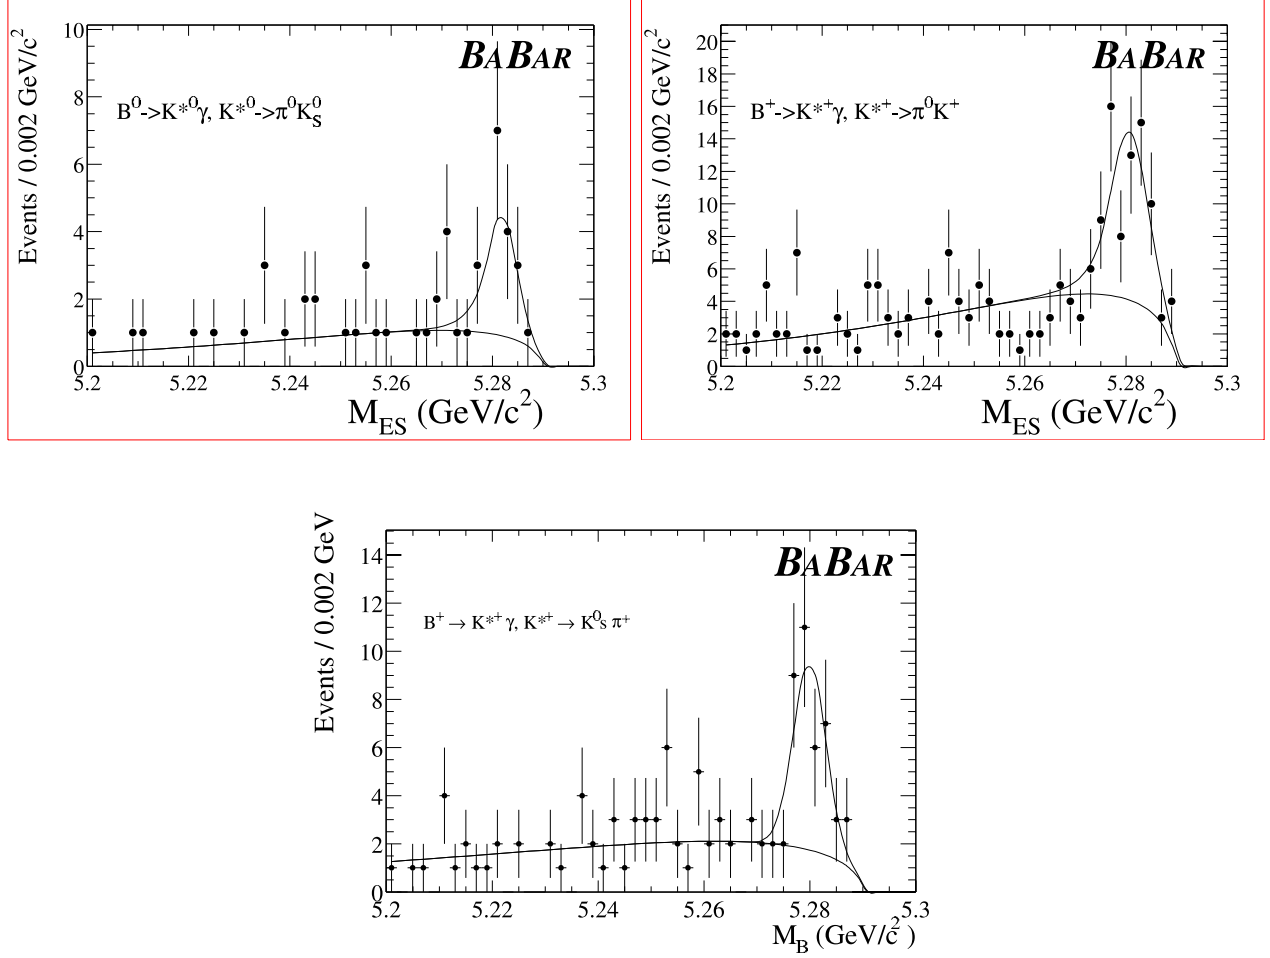 Events / 0.002 GeV/c²
10
8
6
4
2
0
BABAR
B⁰->K*⁰γ, K*⁰->π⁰K⁰S
5.2 5.22 5.24 5.26 5.28 5.3
M_ES (GeV/c²)
Events / 0.002 GeV/c²
20
18
16
14
12
10
8
6
4
2
0
BABAR
B⁺->K*⁺γ, K*⁺->π⁰K⁺
5.2 5.22 5.24 5.26 5.28 5.3
M_ES (GeV/c²)
Events / 0.002 GeV
14
12
10
8
6
4
2
0
BABAR
B⁺ → K*⁺ γ, K*⁺ → K⁰s π⁺
5.2 5.22 5.24 5.26 5.28 5.3
M_B (GeV/c²)